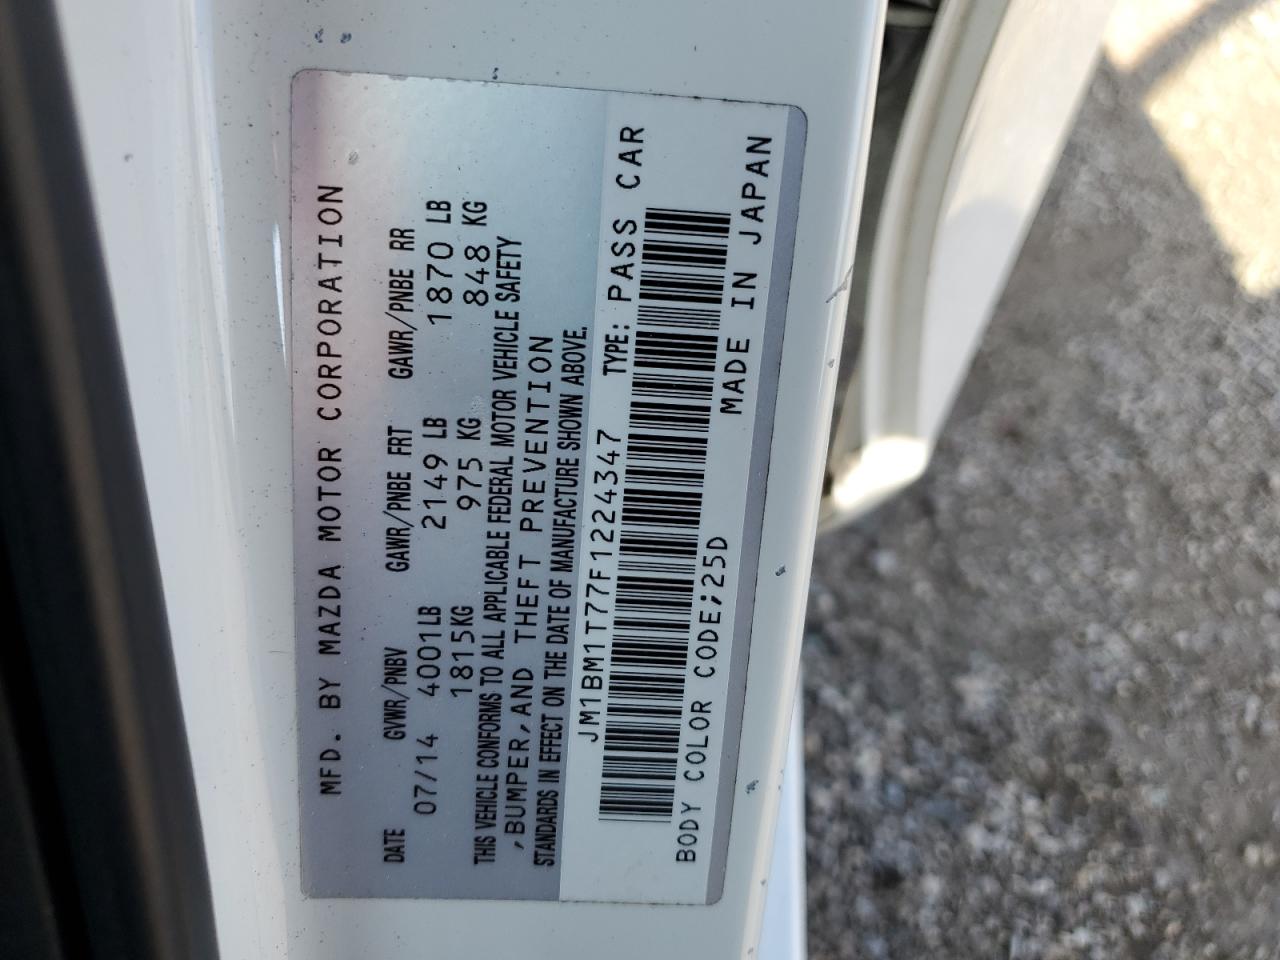 MFD. BY MAZDA MOTOR CORPORATION
DATE GVWR/PNBV GAWR/PNBE FRT GAWR/PNBE RR
07/14 4001LB 2149 LB 1870 LB
1815KG 975 KG 848 KG
THIS VEHICLE CONFORMS TO ALL APPLICABLE FEDERAL MOTOR VEHICLE SAFETY
,BUMPER,AND THEFT PREVENTION
STANDARDS IN EFFECT ON THE DATE OF MANUFACTURE SHOWN ABOVE.
JM1BM1T77F1224347 TYPE: PASS CAR
BODY COLOR CODE;25D MADE IN JAPAN